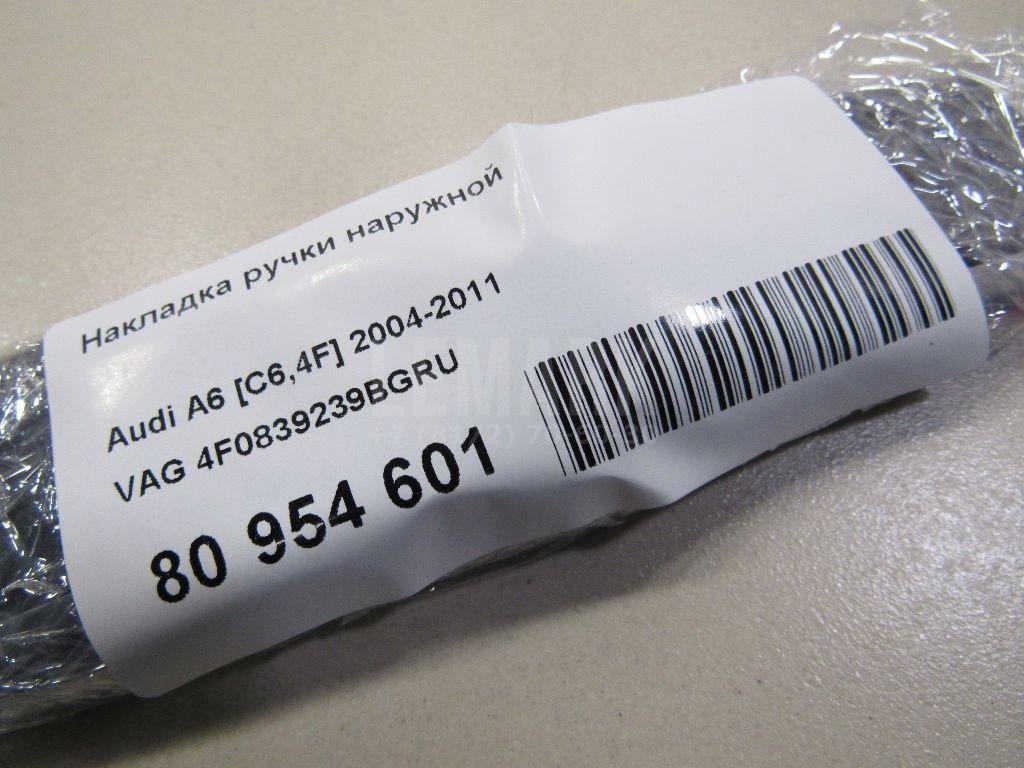 Накладка ручки наружной
Audi A6 [C6,4F] 2004-2011
VAG 4F0839239BGRU
80 954 601